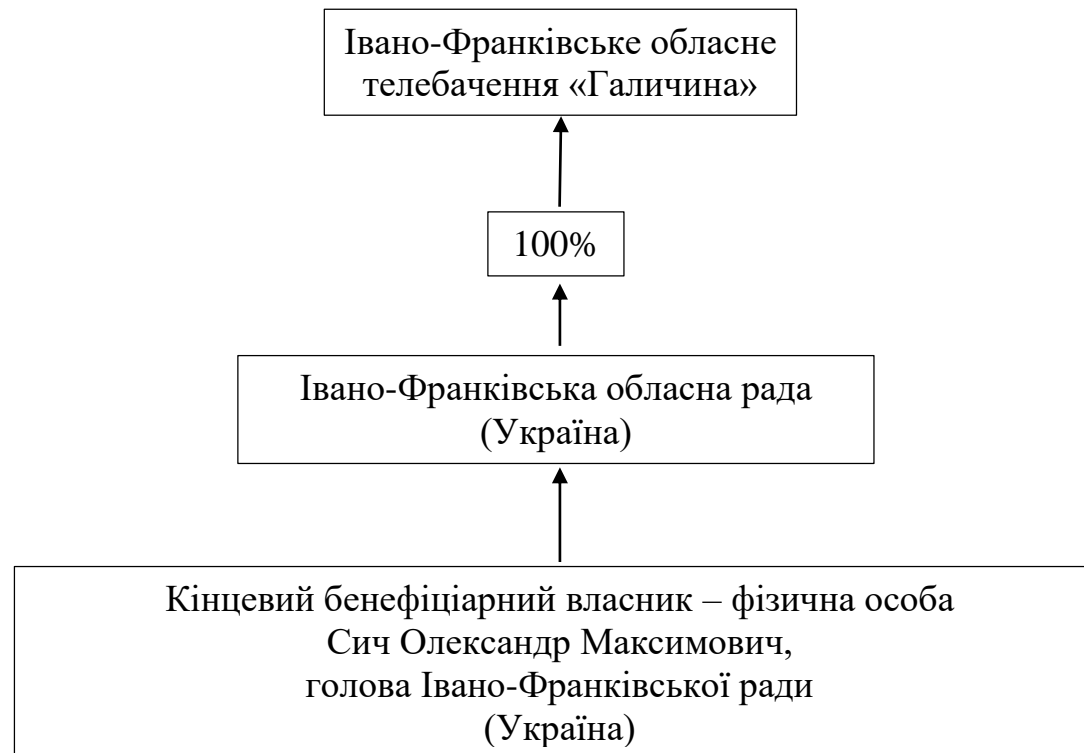 Івано-Франківське обласне
телебачення «Галичина»
100%
Івано-Франківська обласна рада
(Україна)
Кінцевий бенефіціарний власник – фізична особа
Сич Олександр Максимович,
голова Івано-Франківської ради
(Україна)